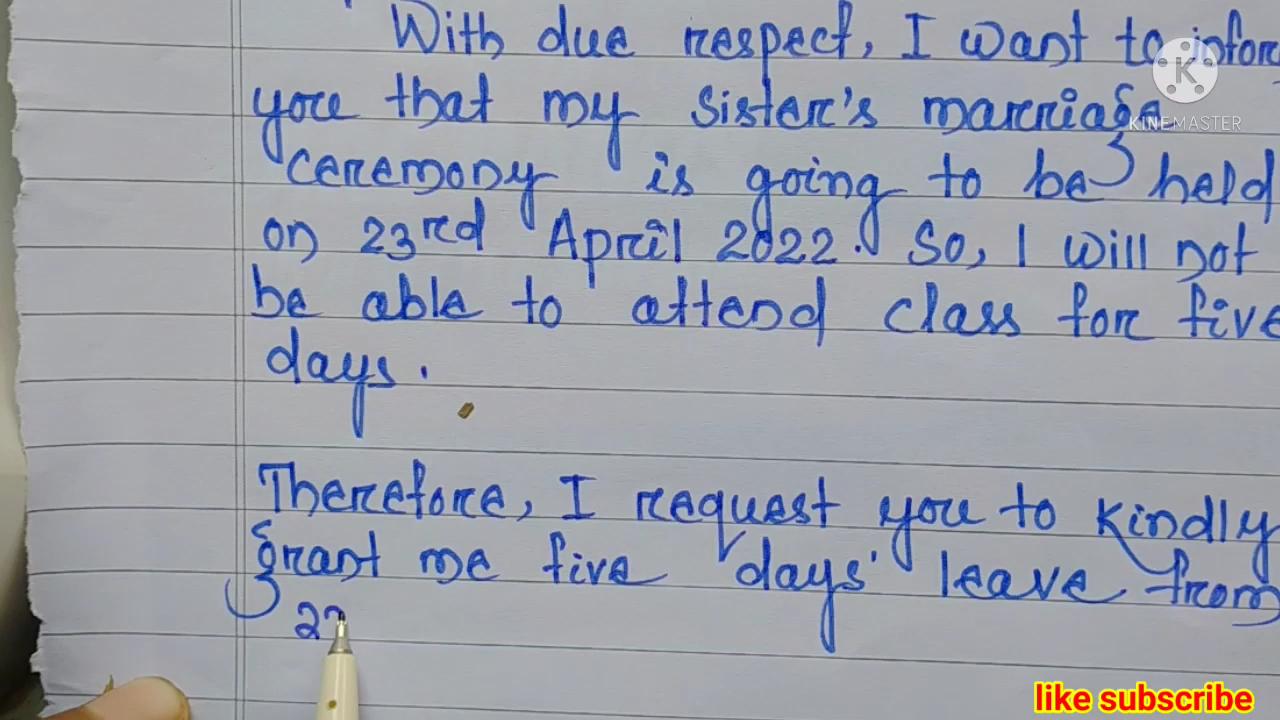 With due respect, I want to infor
you that my Sister's marriage
ceremony is going to be held
on 23rd April 2022. So, I will not
be able to attend class for five
days.
Therefore, I request you to kindly
grant me five days' leave from
22
K
KINEMASTER
like subscribe